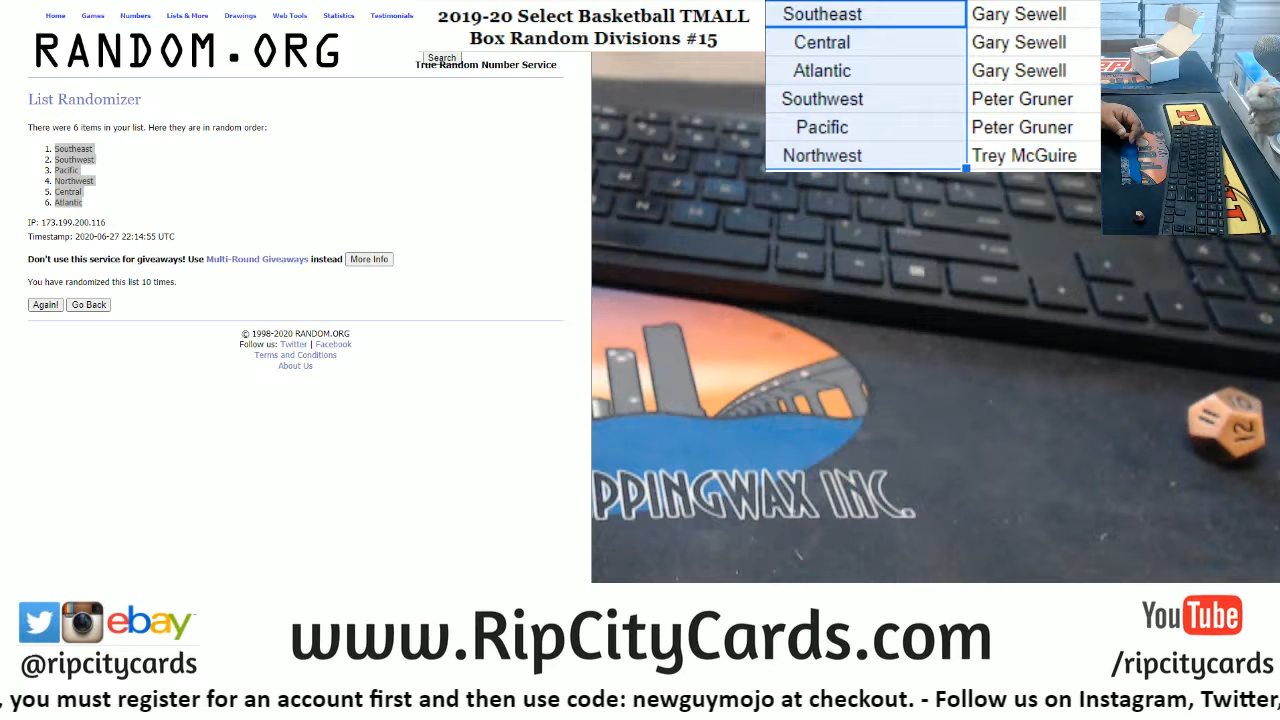 Home Games Numbers Lists & More Drawings Web Tools Statistics Testimonials
RANDOM.ORG
Search
True Random Number Service
List Randomizer
There were 6 items in your list. Here they are in random order:
1. Southeast
2. Southwest
3. Pacific
4. Northwest
5. Central
6. Atlantic
IP: 173.199.200.116
Timestamp: 2020-06-27 22:14:55 UTC
Don't use this service for giveaways! Use Multi-Round Giveaways instead More Info
You have randomized this list 10 times.
Again! Go Back
© 1998-2020 RANDOM.ORG
Follow us: Twitter | Facebook
Terms and Conditions
About Us
2019-20 Select Basketball TMALL
Box Random Divisions #15
Southeast Gary Sewell
Central Gary Sewell
Atlantic Gary Sewell
Southwest Peter Gruner
Pacific Peter Gruner
Northwest Trey McGuire
11 10
12
PPINGWAX INC.
ebay
@ripcitycards
www.RipCityCards.com
YouTube
/ripcitycards
, you must register for an account first and then use code: newguymojo at checkout. - Follow us on Instagram, Twitter,